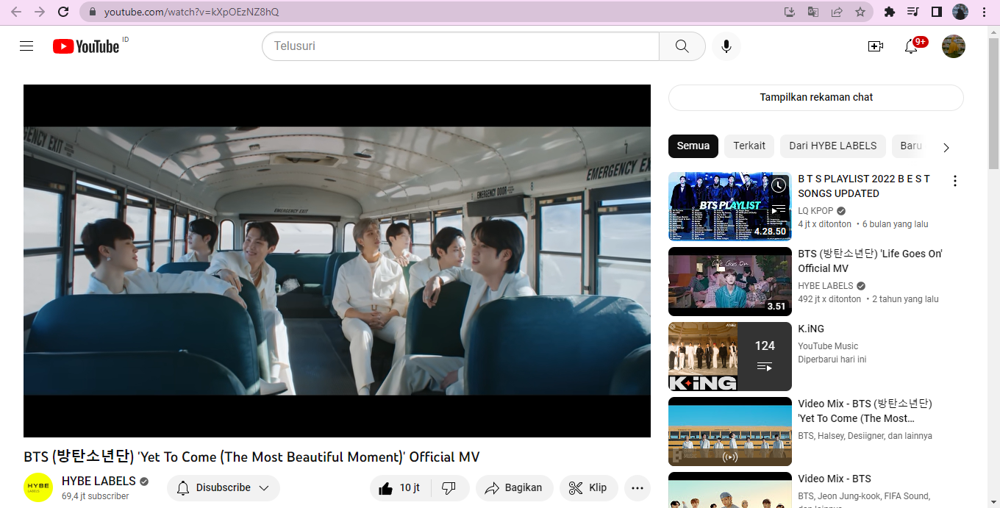 youtube.com/watch?v=kXpOEzNZ8hQ
YouTube ID
Telusuri
9+
ENCY EXIT
7
EMERGENCY EX
EMERGENCY DOOR
EMERGENCY EXIT
BTS (방탄소년단) 'Yet To Come (The Most Beautiful Moment)' Official MV
HYBE
LABELS
HYBE LABELS
69,4 jt subscriber
Disubscribe
10 jt
Bagikan
Klip
Tampilkan rekaman chat
Semua
Terkait
Dari HYBE LABELS
Baru
BTS PLAYLIST
4.28.50
B T S PLAYLIST 2022 B E S T
SONGS UPDATED
LQ KPOP
4 jt x ditonton • 6 bulan yang lalu
Life Goes On
3.51
BTS (방탄소년단) 'Life Goes On'
Official MV
HYBE LABELS
492 jt x ditonton • 2 tahun yang lalu
ATEEZ
K·iNG
124
K.iNG
YouTube Music
Diperbarui hari ini
Video Mix - BTS (방탄소년단)
'Yet To Come (The Most...
BTS, Halsey, Desiigner, dan lainnya
Video Mix - BTS
BTS, Jeon Jung-kook, FIFA Sound,
dan lainnya